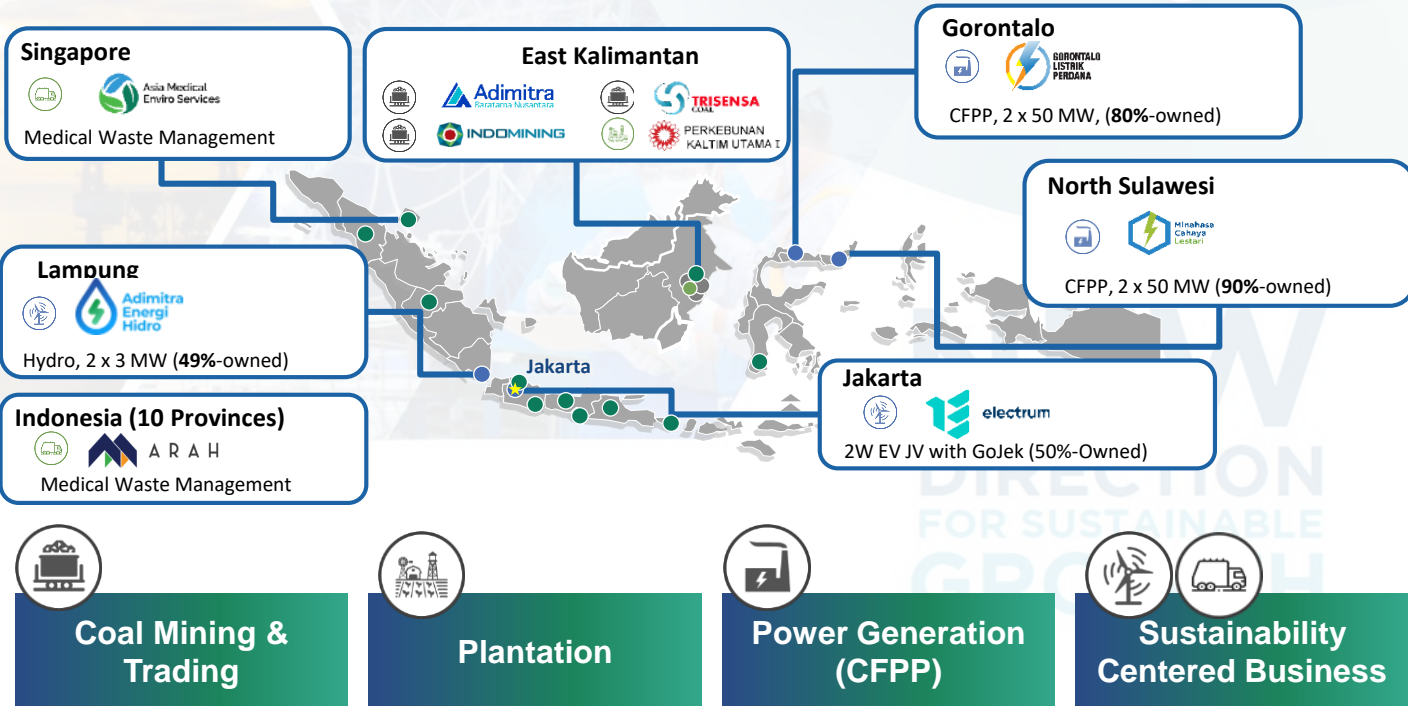 Singapore
Asia Medical
Enviro Services
Medical Waste Management
East Kalimantan
Adimitra
Baratama Nusantara
TRISENSA
COAL
INDOMINING
PERKEBUNAN
KALTIM UTAMA I
Gorontalo
GORONTALO
LISTRIK
PERDANA
CFPP, 2 x 50 MW, (80%-owned)
North Sulawesi
Minahasa
Cahaya
Lestari
CFPP, 2 x 50 MW (90%-owned)
Lampung
Adimitra
Energi
Hidro
Hydro, 2 x 3 MW (49%-owned)
Jakarta
Jakarta
electrum
2W EV JV with GoJek (50%-Owned)
Indonesia (10 Provinces)
ARAH
Medical Waste Management
DIRECTION
FOR SUSTAINABLE
Coal Mining &
Trading
Plantation
Power Generation
(CFPP)
Sustainability
Centered Business